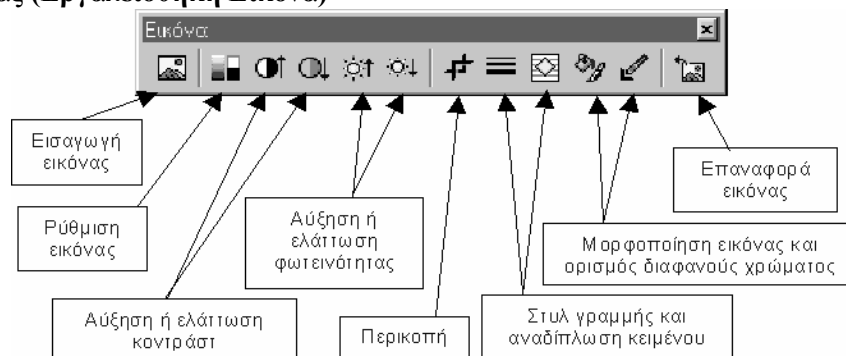 ας (Εργαλειοθήκη Εικόνα)
Εικόνα
Εισαγωγή
εικόνας
Ρύθμιση
εικόνας
Αύξηση ή ελάττωση
κοντράστ
Αύξηση ή
ελάττωση
φωτεινότητας
Περικοπή
Στυλ γραμμής και
αναδίπλωση κειμένου
Μορφοποίηση εικόνας και
ορισμός διαφανούς χρώματος
Επαναφορά
εικόνας